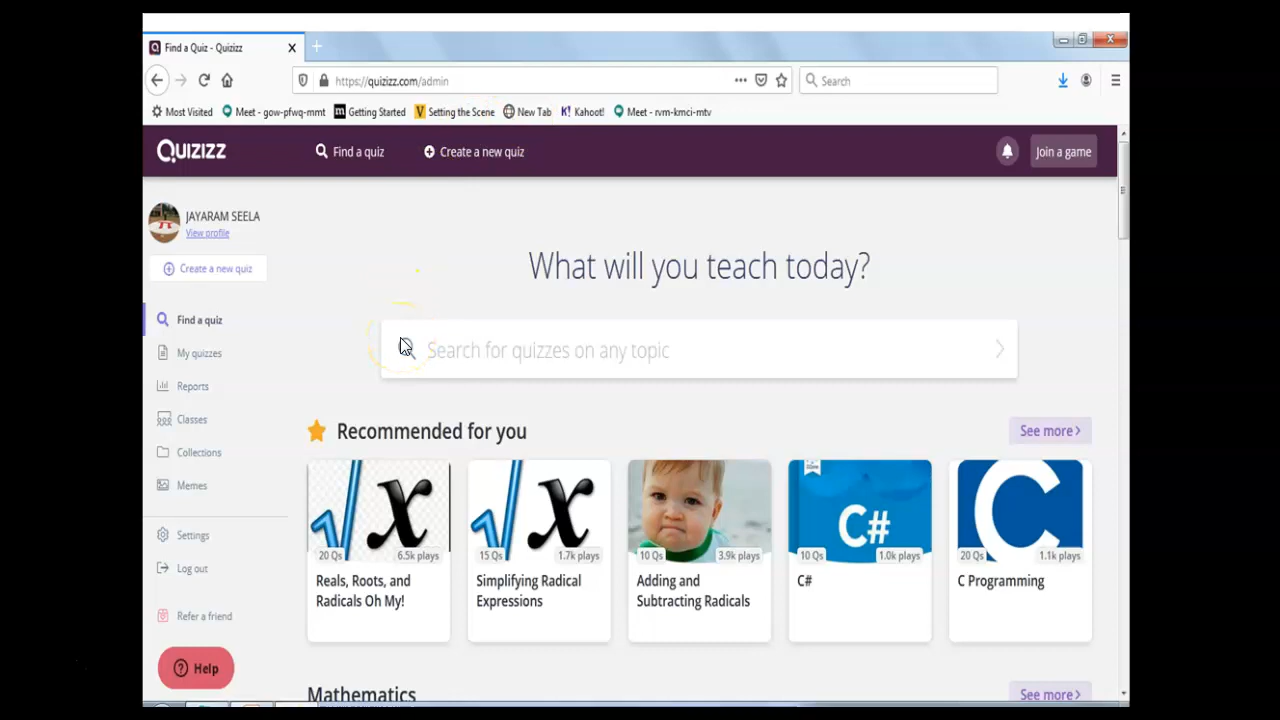 Find a Quiz - Quizizz
https://quizizz.com/admin
Search
Most Visited Meet - gow-pfwq-mmt Getting Started Setting the Scene New Tab Kahoot! Meet - rvm-kmci-mtv
QUIZIZZ Find a quiz Create a new quiz Join a game
JAYARAM SEELA
View profile
Create a new quiz
Find a quiz
My quizzes
Reports
Classes
Collections
Memes
Settings
Log out
Refer a friend
Help
What will you teach today?
Search for quizzes on any topic
Recommended for you See more
√x √x C# C
20 Qs 6.5k plays 15 Qs 1.7k plays 10 Qs 3.9k plays 10 Qs 1.0k plays 20 Qs 1.1k plays
Reals, Roots, and Simplifying Radical Adding and C# C Programming
Radicals Oh My! Expressions Subtracting Radicals
Mathematics See more